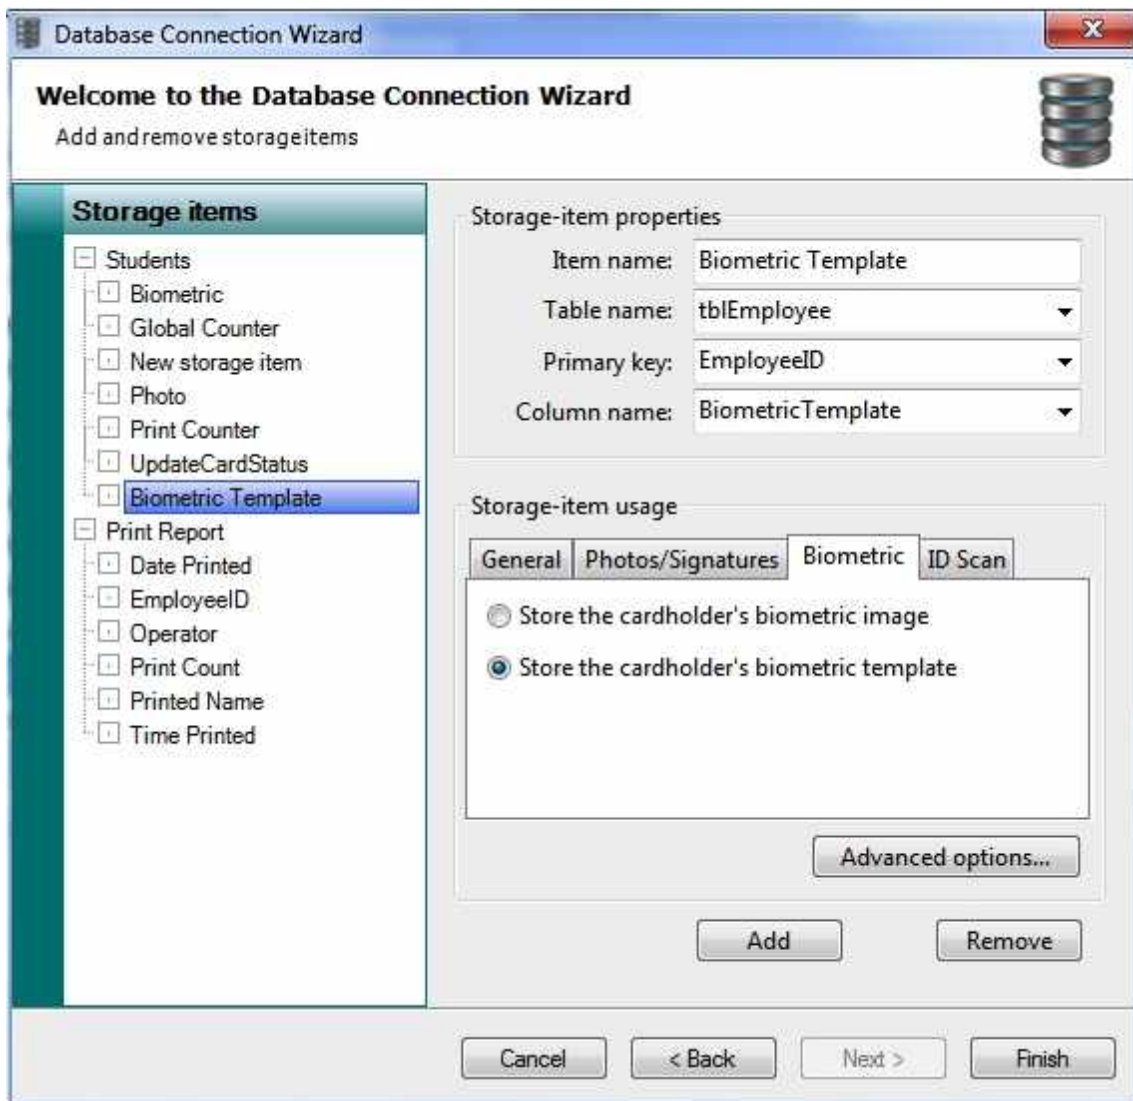 Database Connection Wizard
Welcome to the Database Connection Wizard
Add and remove storage items
Storage items
Students
Biometric
Global Counter
New storage item
Photo
Print Counter
UpdateCardStatus
Biometric Template
Print Report
Date Printed
EmployeeID
Operator
Print Count
Printed Name
Time Printed
Storage-item properties
Item name: Biometric Template
Table name: tblEmployee
Primary key: EmployeeID
Column name: BiometricTemplate
Storage-item usage
General Photos/Signatures Biometric ID Scan
Store the cardholder's biometric image
Store the cardholder's biometric template
Advanced options...
Add Remove
Cancel < Back Next > Finish